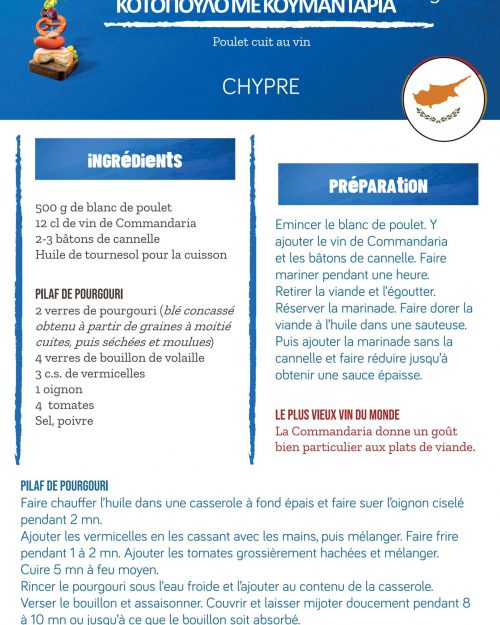 ΚΟΤΟΠΟΥΛΟ ΜΕ ΚΟΥΜΑΝΤΑΡΙΑ
Poulet cuit au vin
CHYPRE
INGRÉDIENTS
500 g de blanc de poulet
12 cl de vin de Commandaria
2-3 bâtons de cannelle
Huile de tournesol pour la cuisson
PILAF DE POURGOURI
2 verres de pourgouri (blé concassé
obtenu à partir de graines à moitié
cuites, puis séchées et moulues)
4 verres de bouillon de volaille
3 c.s. de vermicelles
1 oignon
4 tomates
Sel, poivre
PRÉPARATION
Emincer le blanc de poulet. Y
ajouter le vin de Commandaria
et les bâtons de cannelle. Faire
mariner pendant une heure.
Retirer la viande et l'égoutter.
Réserver la marinade. Faire dorer la
viande à l'huile dans une sauteuse.
Puis ajouter la marinade sans la
cannelle et faire réduire jusqu'à
obtenir une sauce épaisse.
LE PLUS VIEUX VIN DU MONDE
La Commandaria donne un goût
bien particulier aux plats de viande.
PILAF DE POURGOURI
Faire chauffer l'huile dans une casserole à fond épais et faire suer l'oignon ciselé
pendant 2 mn.
Ajouter les vermicelles en les cassant avec les mains, puis mélanger. Faire frire
pendant 1 à 2 mn. Ajouter les tomates grossièrement hachées et mélanger.
Cuire 5 mn à feu moyen.
Rincer le pourgouri sous l'eau froide et l'ajouter au contenu de la casserole.
Verser le bouillon et assaisonner. Couvrir et laisser mijoter doucement pendant 8
à 10 mn ou jusqu'à ce que le bouillon soit absorbé.